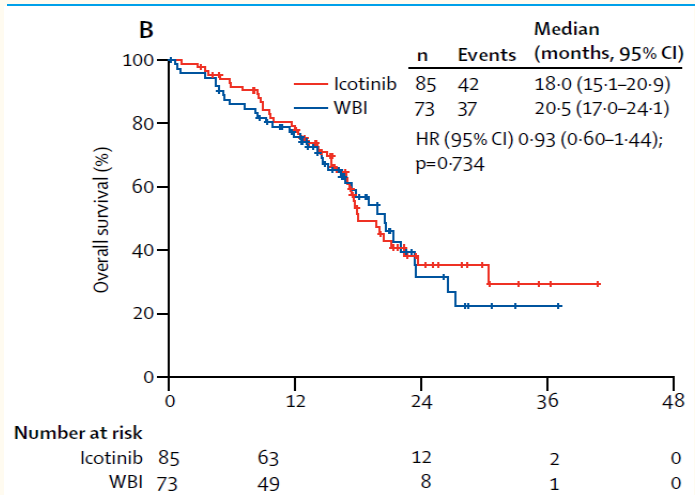 B
Median
n Events (months, 95% CI)
Icotinib 85 42 18·0 (15·1–20·9)
WBI 73 37 20·5 (17·0–24·1)
HR (95% CI) 0·93 (0·60–1·44);
p=0·734
Overall survival (%)
100
80
60
40
20
0
0 12 24 36 48
Number at risk
Icotinib 85 63 12 2 0
WBI 73 49 8 1 0